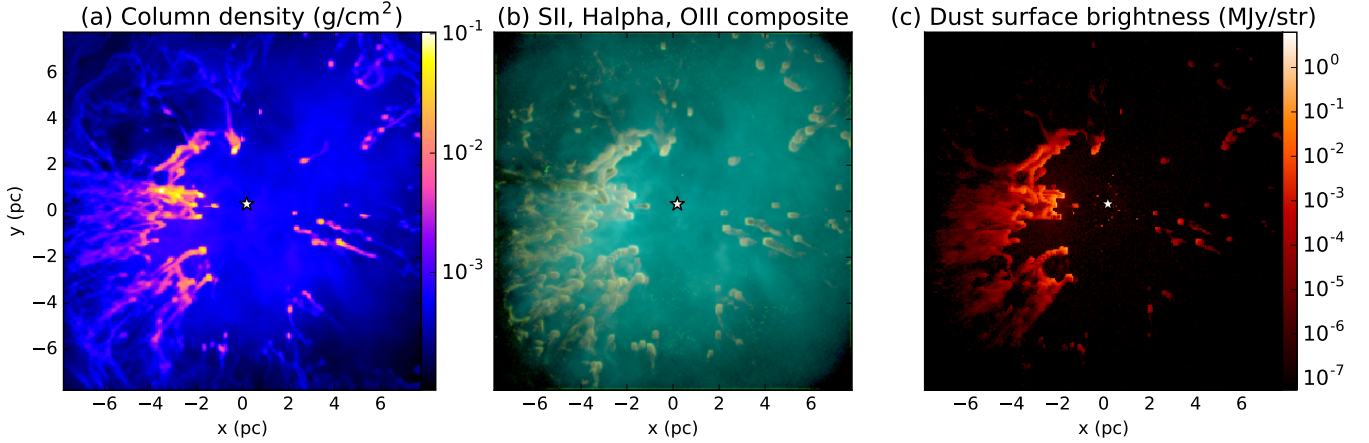 (a) Column density (g/cm²)
(b) SII, Halpha, OIII composite
(c) Dust surface brightness (MJy/str)
y (pc)
6
4
2
0
−2
−4
−6
10⁻¹
10⁻²
10⁻³
10⁰
10⁻¹
10⁻²
10⁻³
10⁻⁴
10⁻⁵
10⁻⁶
10⁻⁷
−6 −4 −2 0 2 4 6
−6 −4 −2 0 2 4 6
−6 −4 −2 0 2 4 6
x (pc)
x (pc)
x (pc)